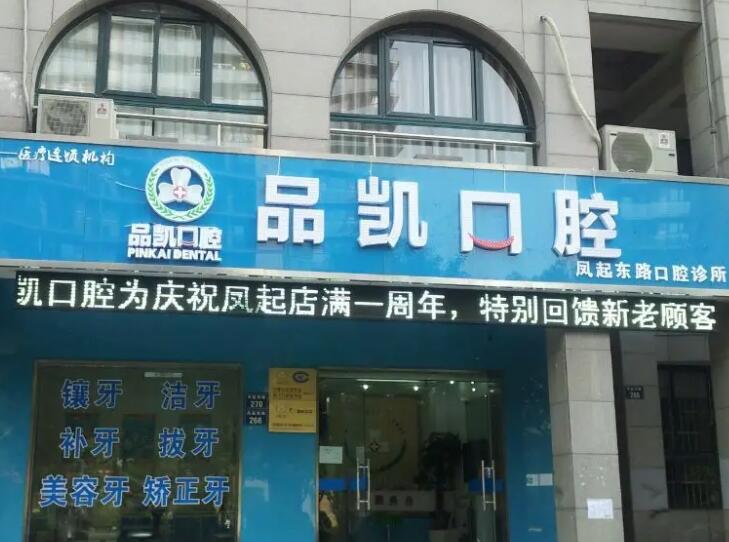 医疗连锁机构
品凯口腔
PINKAI DENTAL
品凯口腔
凤起东路口腔诊所
凯口腔为庆祝凤起店满一周年，特别回馈新老顾客
镶牙 洁牙
补牙 拔牙
美容牙 矫正牙
270
268